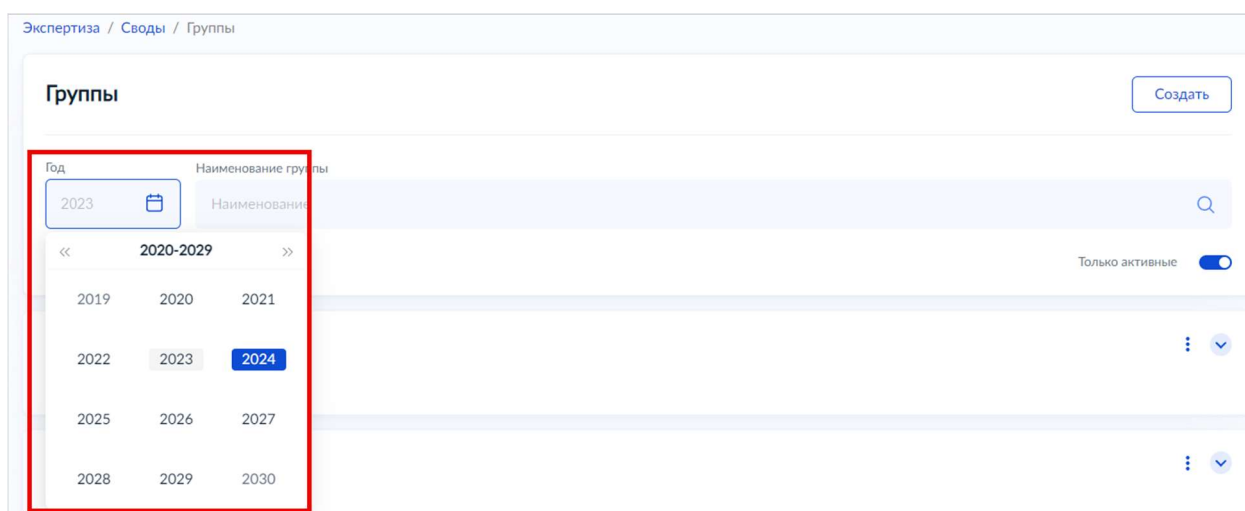 Экспертиза / Своды / Группы
Группы
Создать
Год Наименование группы
2023 Наименование
« 2020-2029 »
Только активные
2019 2020 2021
2022 2023 2024
2025 2026 2027
2028 2029 2030